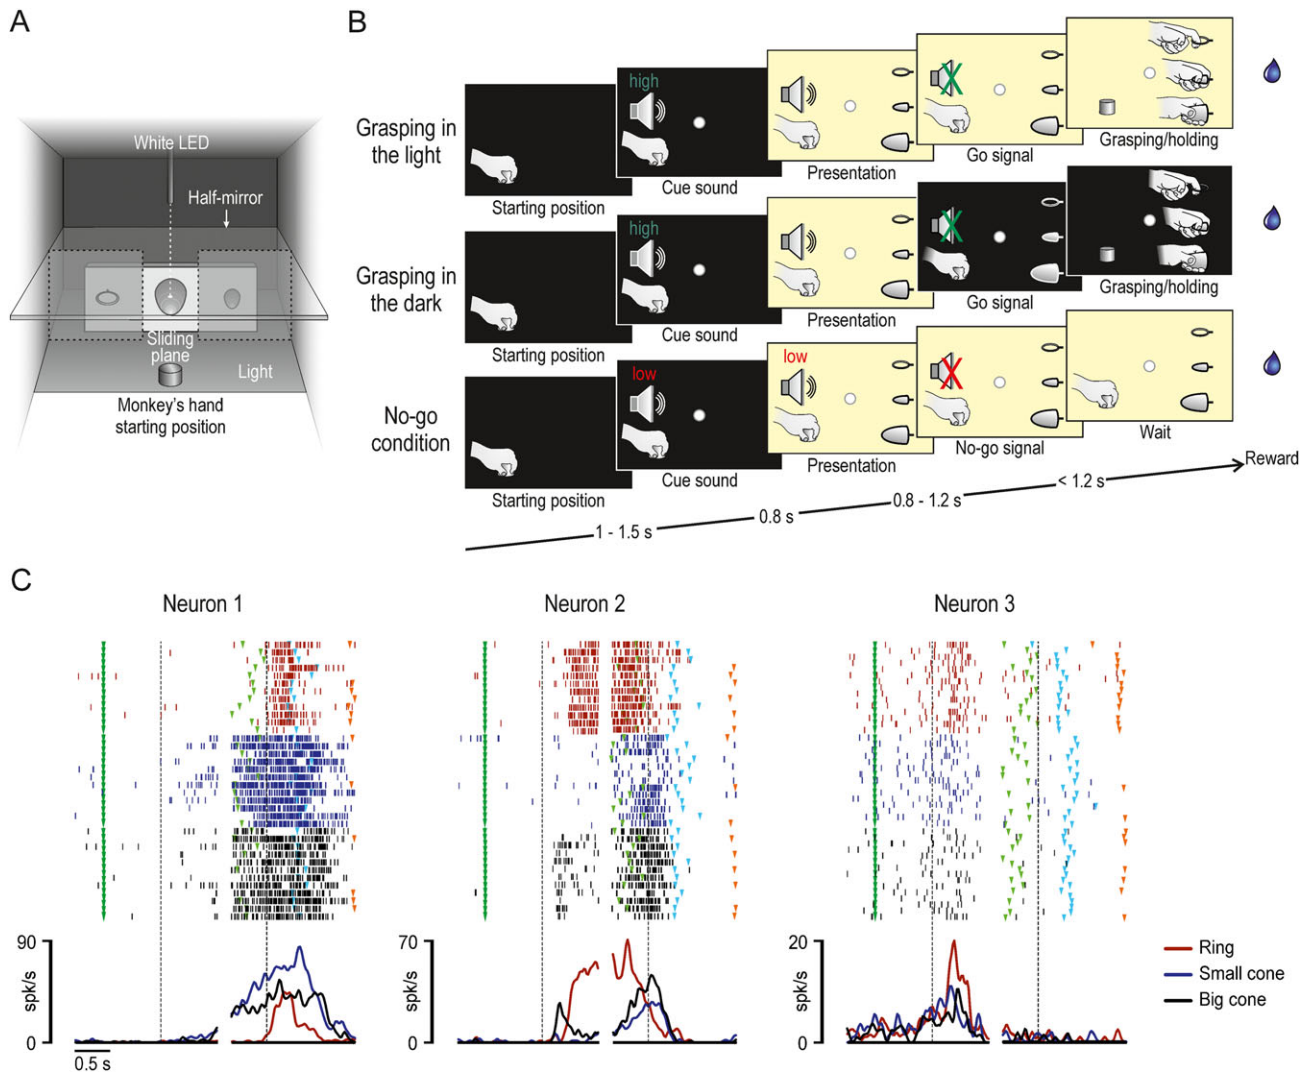 A
White LED
Half-mirror
Sliding
plane
Light
Monkey's hand
starting position
B
Grasping in
the light
Starting position
high
Cue sound
Presentation
Go signal
Grasping/holding
Grasping in
the dark
Starting position
high
Cue sound
Presentation
Go signal
Grasping/holding
No-go
condition
Starting position
low
Cue sound
low
Presentation
No-go signal
Wait
1 - 1.5 s
0.8 s
0.8 - 1.2 s
< 1.2 s
Reward
C
Neuron 1
Neuron 2
Neuron 3
90
spk/s
0
0.5 s
70
spk/s
0
20
spk/s
0
Ring
Small cone
Big cone